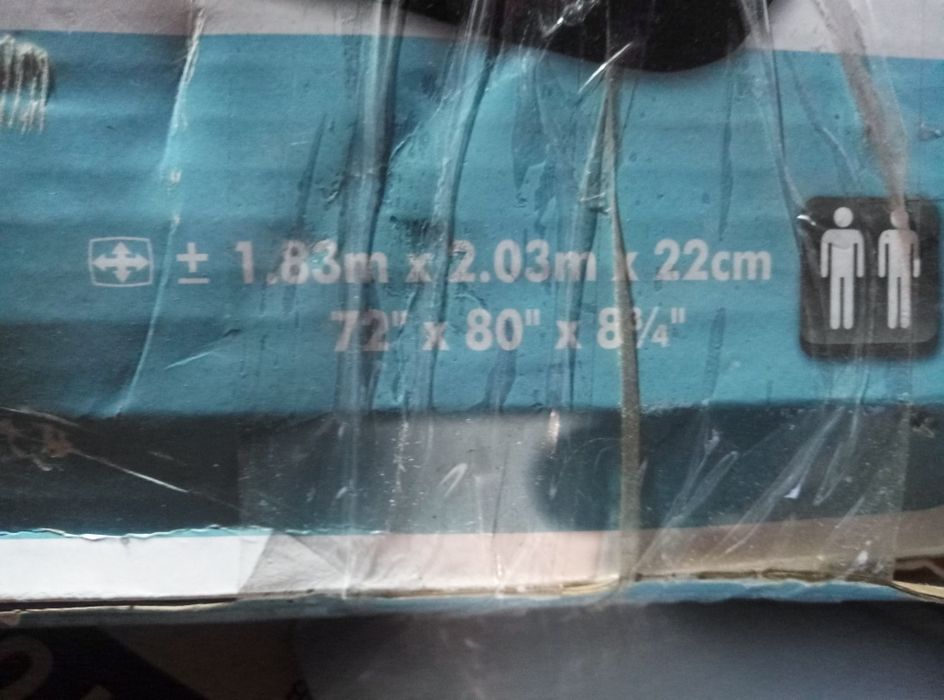 ± 1.83m x 2.03m x 22cm
72" x 80" x 8¾"